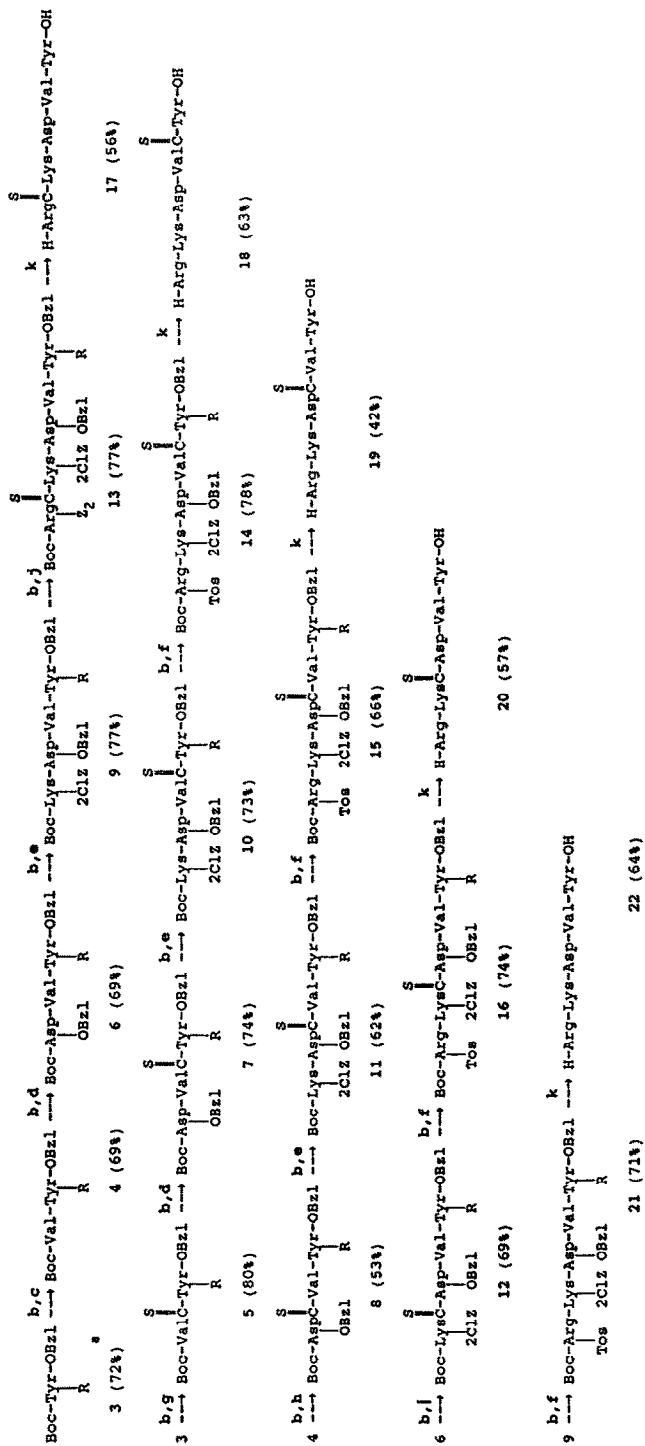 b,c b,d b,e b,j S k S
Boc-Tyr-OBzl ---→ Boc-Val-Tyr-OBzl ---→ Boc-Asp-Val-Tyr-OBzl ---→ Boc-Lys-Asp-Val-Tyr-OBzl ---→ Boc-ArgC-Lys-Asp-Val-Tyr-OBzl ---→ H-ArgC-Lys-Asp-Val-Tyr-OH
R R OBzl R 2ClZ OBzl R Z2 2ClZ OBzl R
a
3 (72%) 4 (69%) 6 (69%) 9 (77%) 13 (77%) 17 (56%)
b,g S b,d S b,e S b,f S k S
3 ---→ Boc-ValC-Tyr-OBzl ---→ Boc-Asp-ValC-Tyr-OBzl ---→ Boc-Lys-Asp-ValC-Tyr-OBzl ---→ Boc-Arg-Lys-Asp-ValC-Tyr-OBzl ---→ H-Arg-Lys-Asp-ValC-Tyr-OH
R OBzl R 2ClZ OBzl R Tos 2ClZ OBzl R
5 (80%) 7 (74%) 10 (73%) 14 (78%) 18 (63%)
b,h S b,e S b,f S k S
4 ---→ Boc-AspC-Val-Tyr-OBzl ---→ Boc-Lys-AspC-Val-Tyr-OBzl ---→ Boc-Arg-Lys-AspC-Val-Tyr-OBzl ---→ H-Arg-Lys-AspC-Val-Tyr-OH
OBzl R 2ClZ OBzl R Tos 2ClZ OBzl R
8 (53%) 11 (62%) 15 (66%) 19 (42%)
b,i S b,f S k S
6 ---→ Boc-LysC-Asp-Val-Tyr-OBzl ---→ Boc-Arg-LysC-Asp-Val-Tyr-OBzl ---→ H-Arg-LysC-Asp-Val-Tyr-OH
2ClZ OBzl R Tos 2ClZ OBzl R
12 (69%) 16 (74%) 20 (57%)
b,f k
9 ---→ Boc-Arg-Lys-Asp-Val-Tyr-OBzl ---→ H-Arg-Lys-Asp-Val-Tyr-OH
Tos 2ClZ OBzl R
21 (71%) 22 (64%)